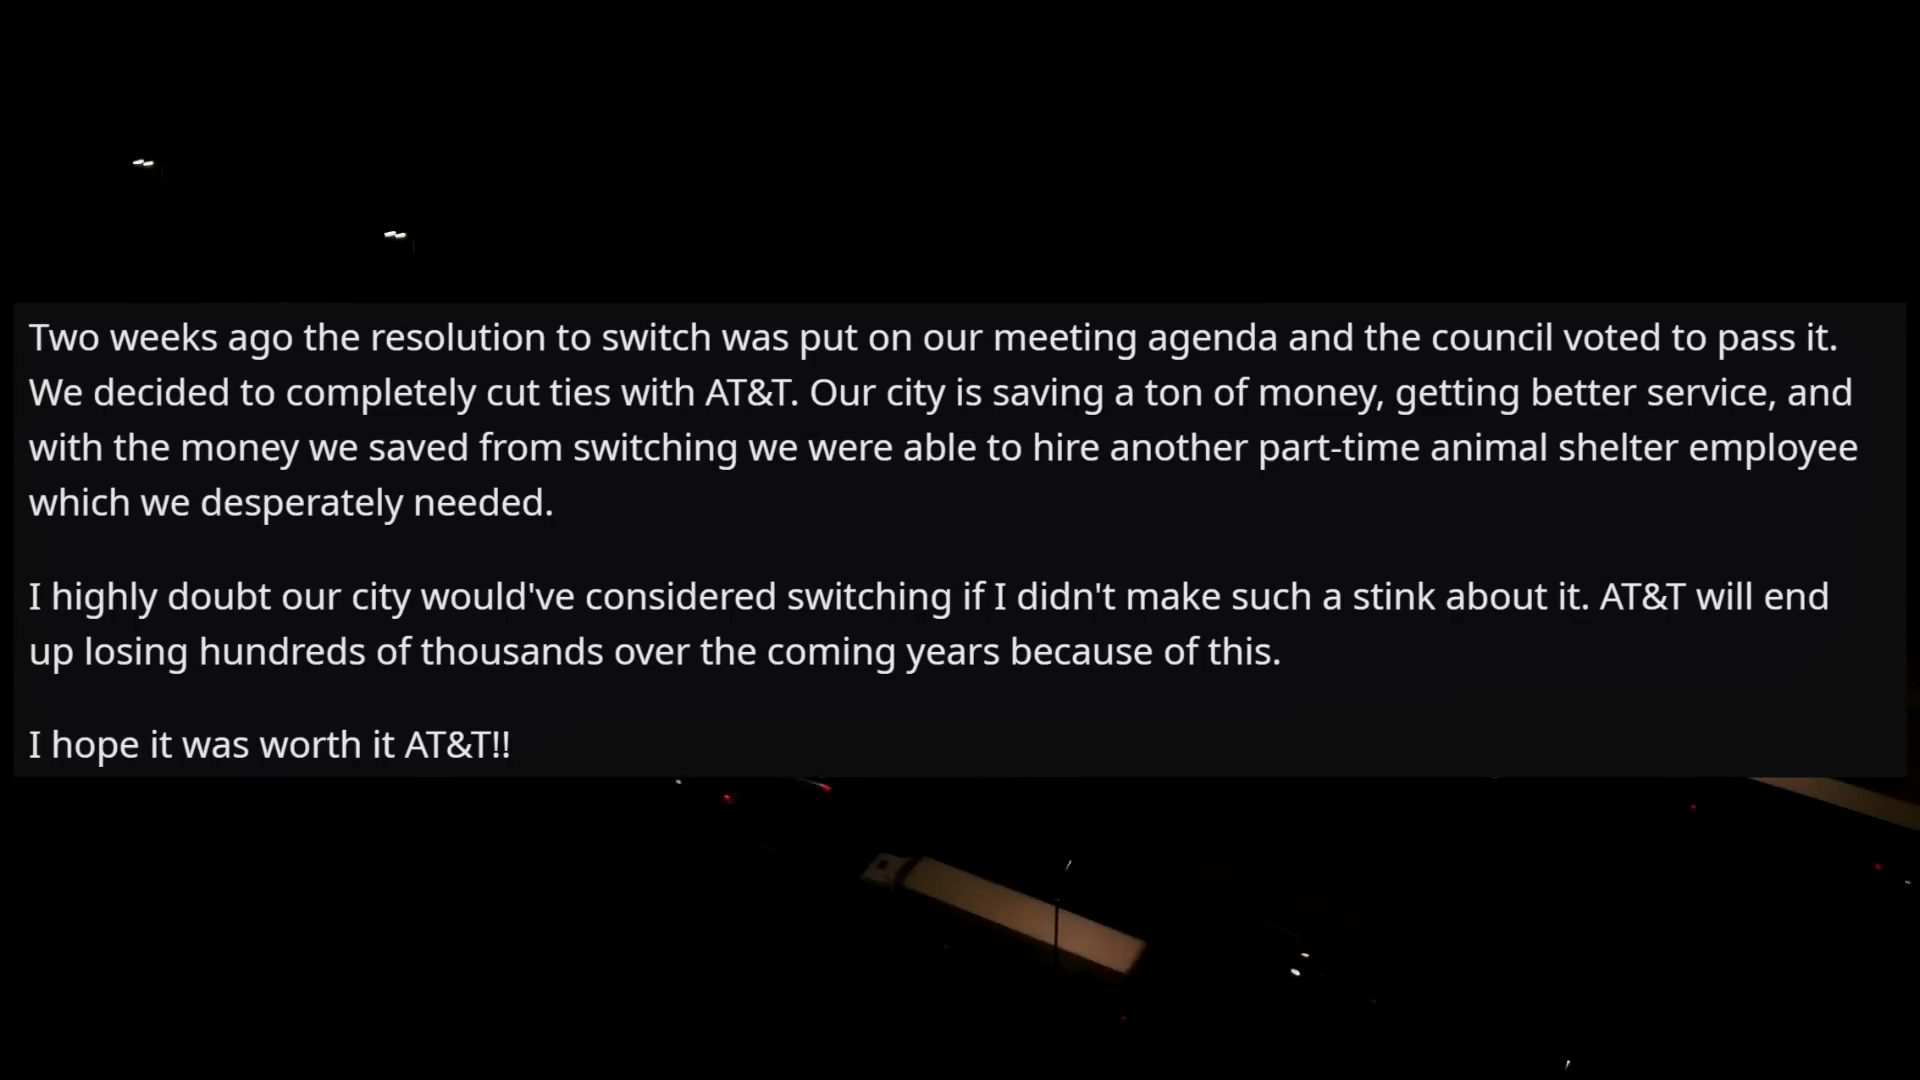 Two weeks ago the resolution to switch was put on our meeting agenda and the council voted to pass it.
We decided to completely cut ties with AT&T. Our city is saving a ton of money, getting better service, and
with the money we saved from switching we were able to hire another part-time animal shelter employee
which we desperately needed.
I highly doubt our city would've considered switching if I didn't make such a stink about it. AT&T will end
up losing hundreds of thousands over the coming years because of this.
I hope it was worth it AT&T!!